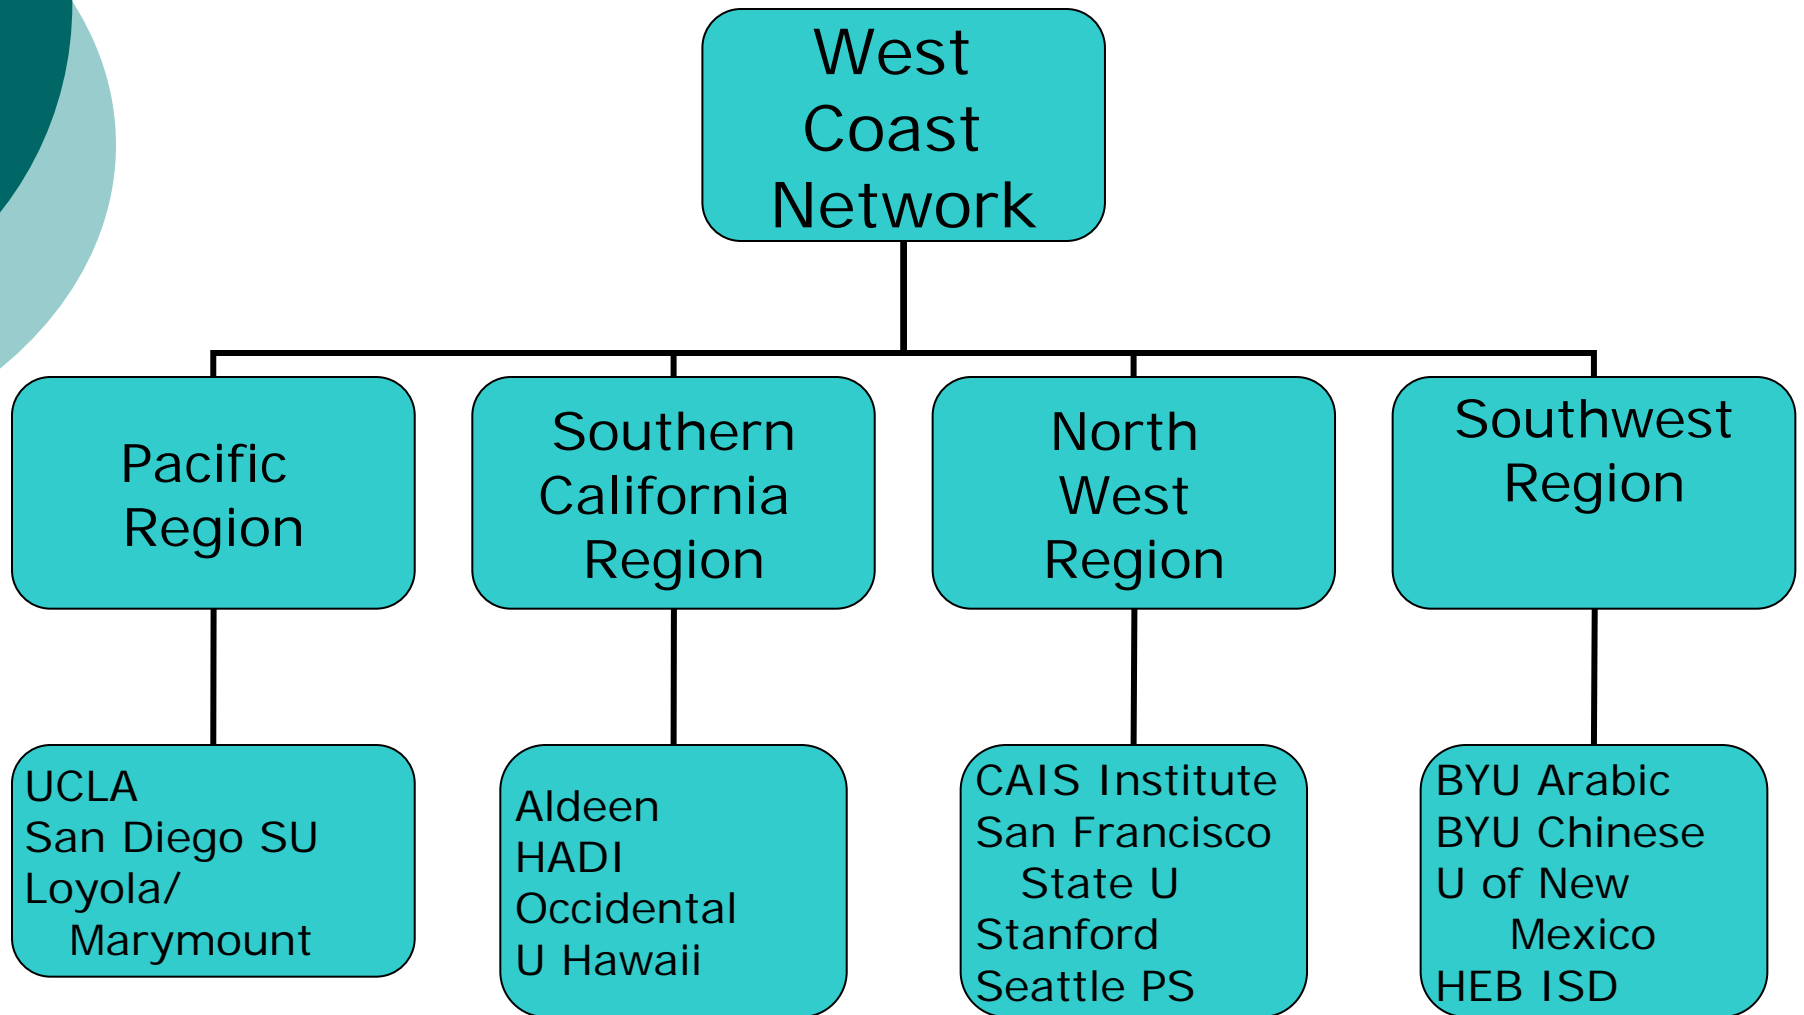 West
Coast
Network
Pacific
Region
Southern
California
Region
North
West
Region
Southwest
Region
UCLA
San Diego SU
Loyola/
Marymount
Aldeen
HADI
Occidental
U Hawaii
CAIS Institute
San Francisco
State U
Stanford
Seattle PS
BYU Arabic
BYU Chinese
U of New
Mexico
HEB ISD